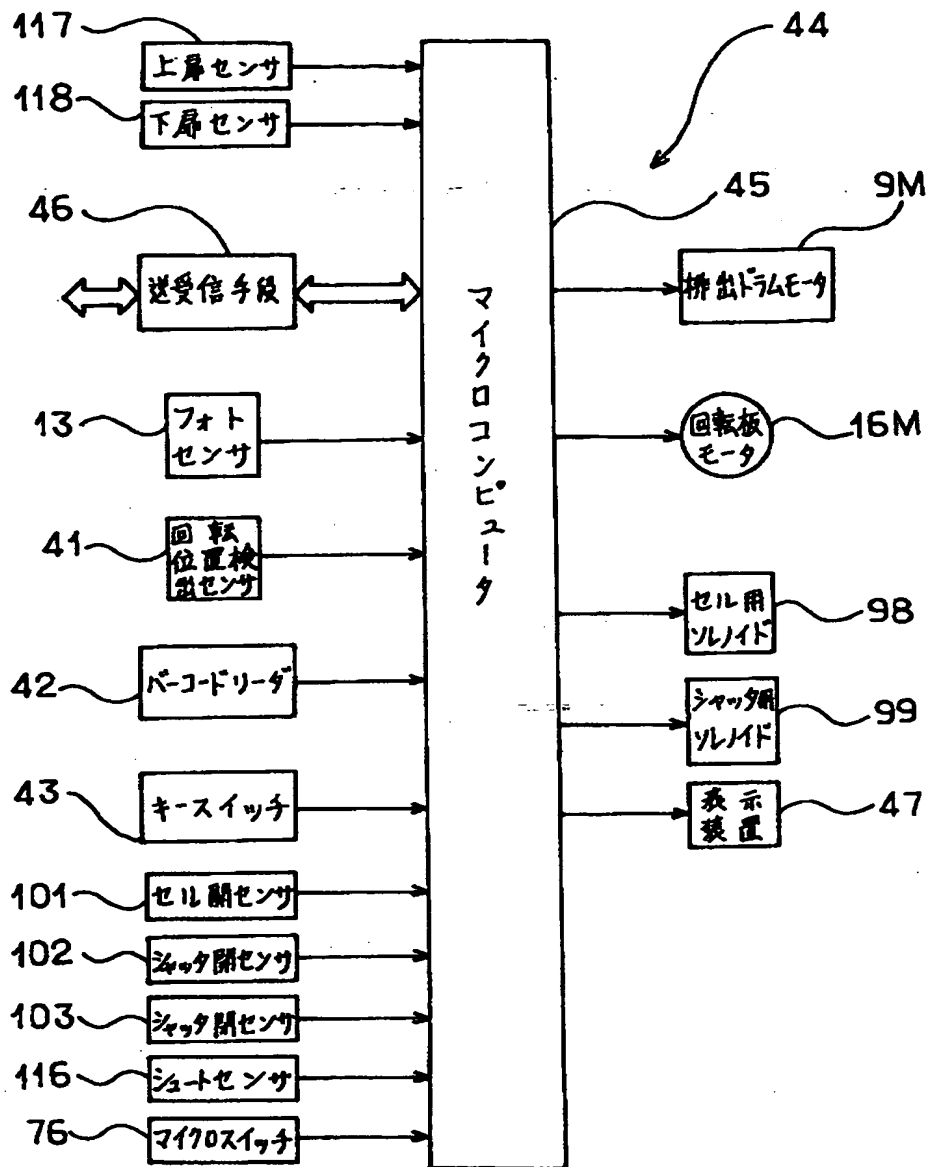 117
上扉センサ
118
下扉センサ
44
46
送受信手段
45
9M
排出ドラムモータ
マイクロコンピュータ
13
フォト
センサ
回転板
モータ
16M
41
回転
位置検
出センサ
セル用
ソレノイド
98
42
バーコードリーダ
シャッタ用
ソレノイド
99
43
キースイッチ
表示
装置
47
101
セル開センサ
102
シャッタ開センサ
103
シャッタ閉センサ
116
シュートセンサ
76
マイクロスイッチ